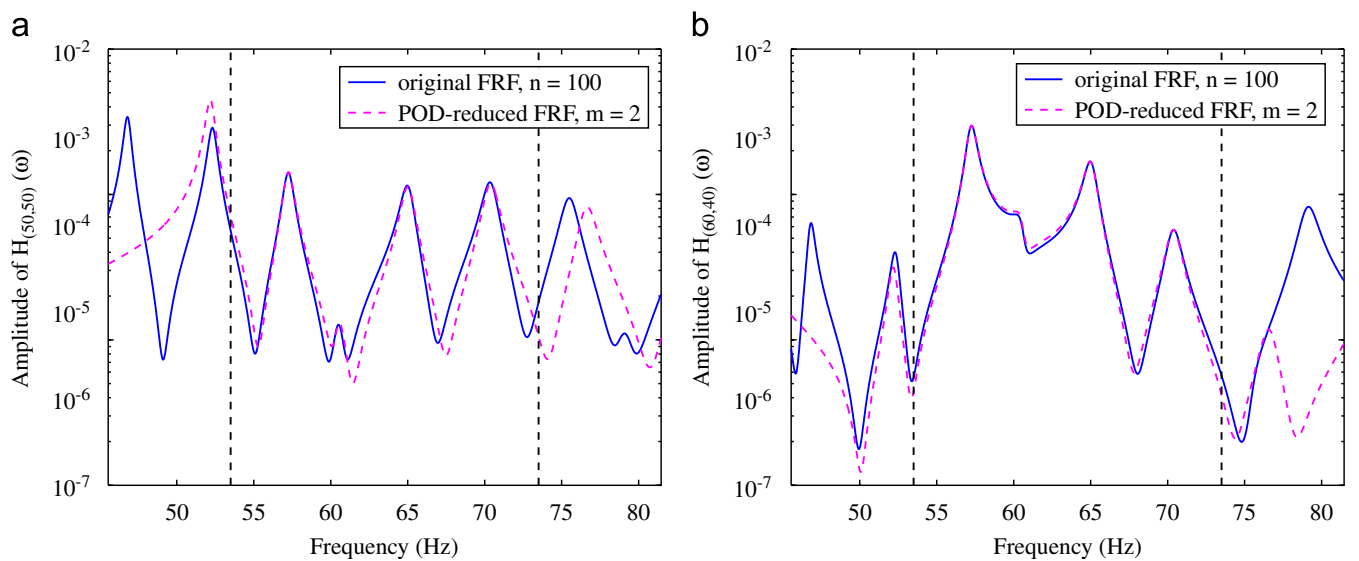 a
Amplitude of H(50,50) (ω)
10⁻²
10⁻³
10⁻⁴
10⁻⁵
10⁻⁶
10⁻⁷
original FRF, n = 100
POD-reduced FRF, m = 2
50 55 60 65 70 75 80
Frequency (Hz)
b
Amplitude of H(60,40) (ω)
10⁻²
10⁻³
10⁻⁴
10⁻⁵
10⁻⁶
10⁻⁷
original FRF, n = 100
POD-reduced FRF, m = 2
50 55 60 65 70 75 80
Frequency (Hz)